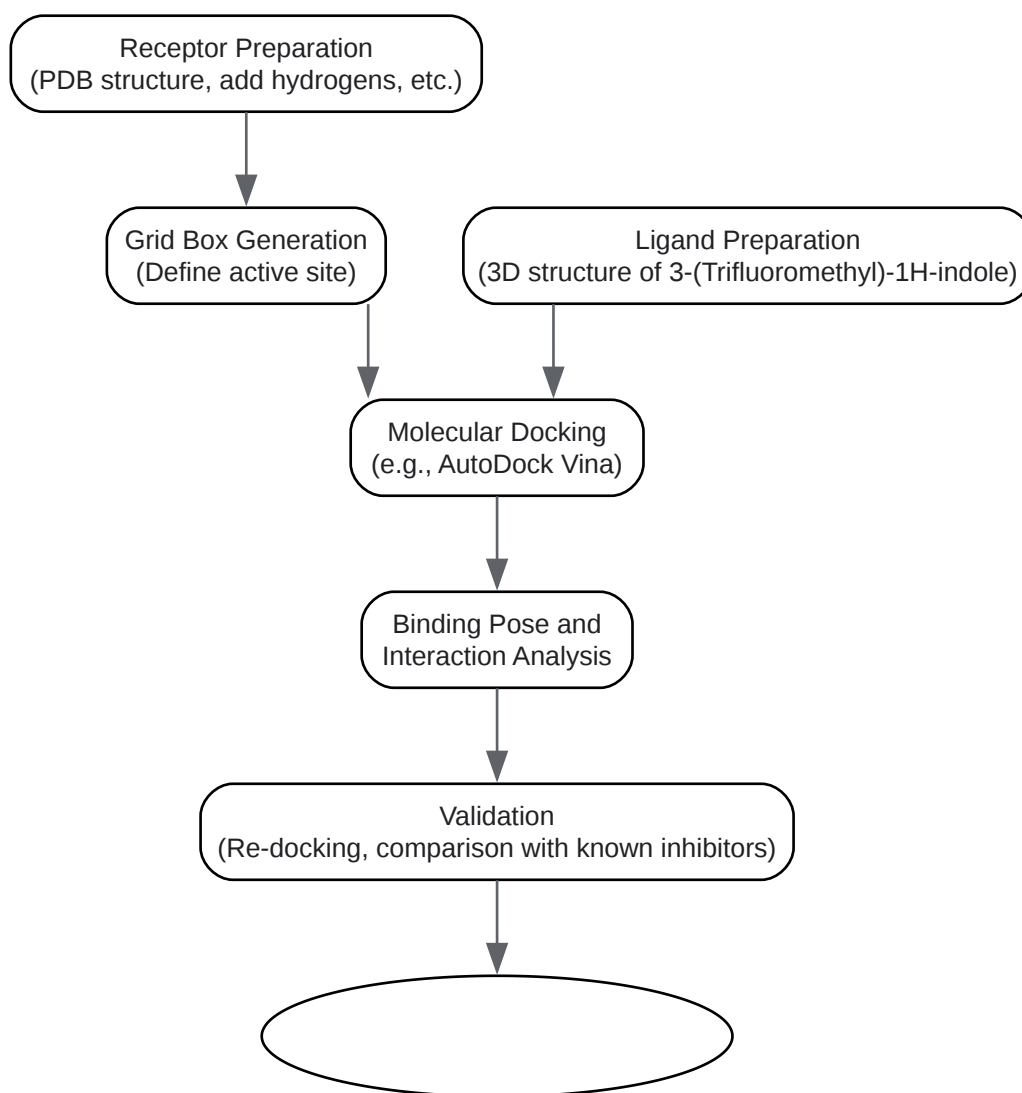 Receptor Preparation
(PDB structure, add hydrogens, etc.)
Grid Box Generation
(Define active site)
Ligand Preparation
(3D structure of 3-(Trifluoromethyl)-1H-indole)
Molecular Docking
(e.g., AutoDock Vina)
Binding Pose and
Interaction Analysis
Validation
(Re-docking, comparison with known inhibitors)